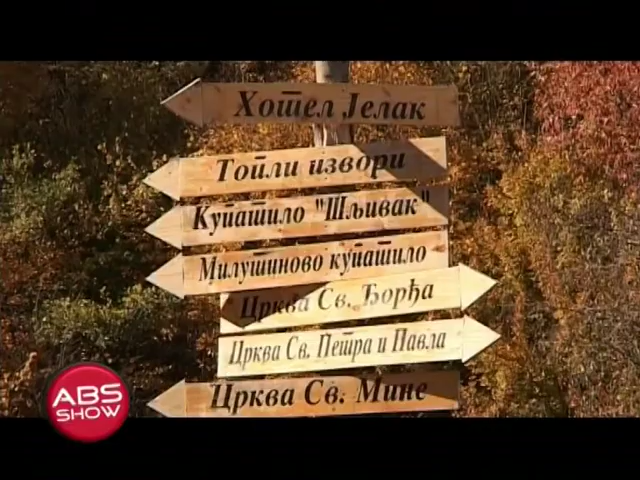 Хотел Јелак
Топли извори
Купатило "Шљивак"
Милушиново купатило
Црква Св. Ђорђа
Црква Св. Петра и Павла
Црква Св. Мине
ABS
SHOW